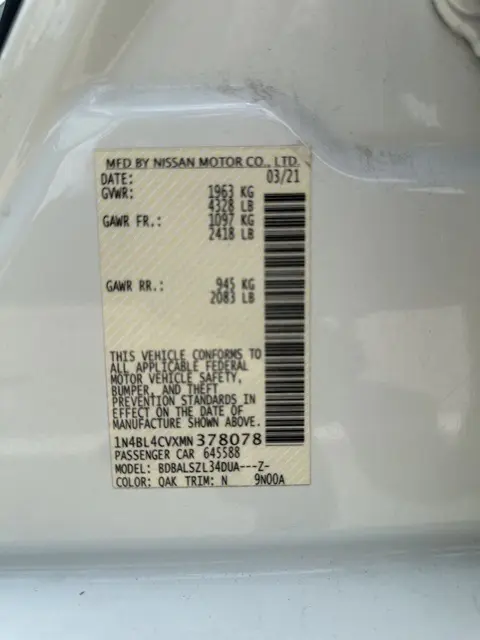 MFD BY NISSAN MOTOR CO., LTD.
DATE: 03/21
GVWR: 1963 KG
4328 LB
GAWR FR.: 1097 KG
2418 LB
GAWR RR.: 945 KG
2083 LB
THIS VEHICLE CONFORMS TO
ALL APPLICABLE FEDERAL
MOTOR VEHICLE SAFETY,
BUMPER, AND THEFT
PREVENTION STANDARDS IN
EFFECT ON THE DATE OF
MANUFACTURE SHOWN ABOVE.
1N4BL4CVXMN378078
PASSENGER CAR 645588
MODEL: BDBALSZL34DUA---Z-
COLOR: QAK TRIM: N 9N00A